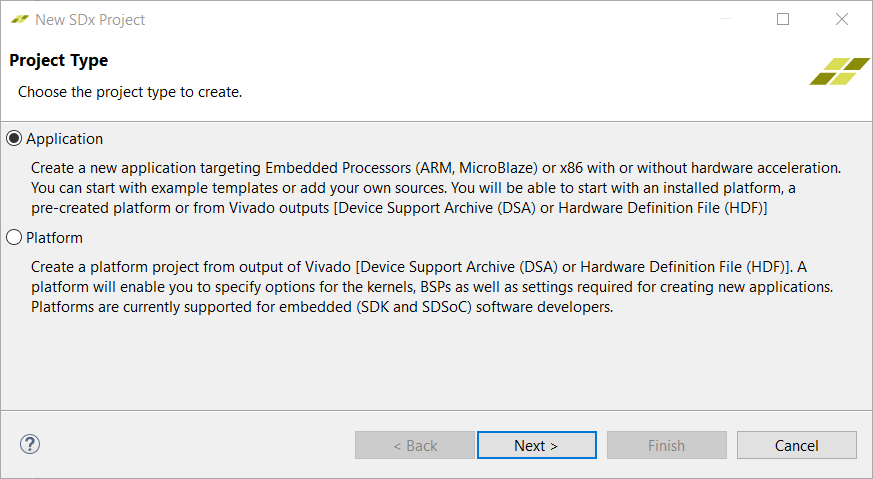 New SDx Project
Project Type
Choose the project type to create.
Application
Create a new application targeting Embedded Processors (ARM, MicroBlaze) or x86 with or without hardware acceleration.
You can start with example templates or add your own sources. You will be able to start with an installed platform, a
pre-created platform or from Vivado outputs [Device Support Archive (DSA) or Hardware Definition File (HDF)]
Platform
Create a platform project from output of Vivado [Device Support Archive (DSA) or Hardware Definition File (HDF)]. A
platform will enable you to specify options for the kernels, BSPs as well as settings required for creating new applications.
Platforms are currently supported for embedded (SDK and SDSoC) software developers.
? < Back Next > Finish Cancel